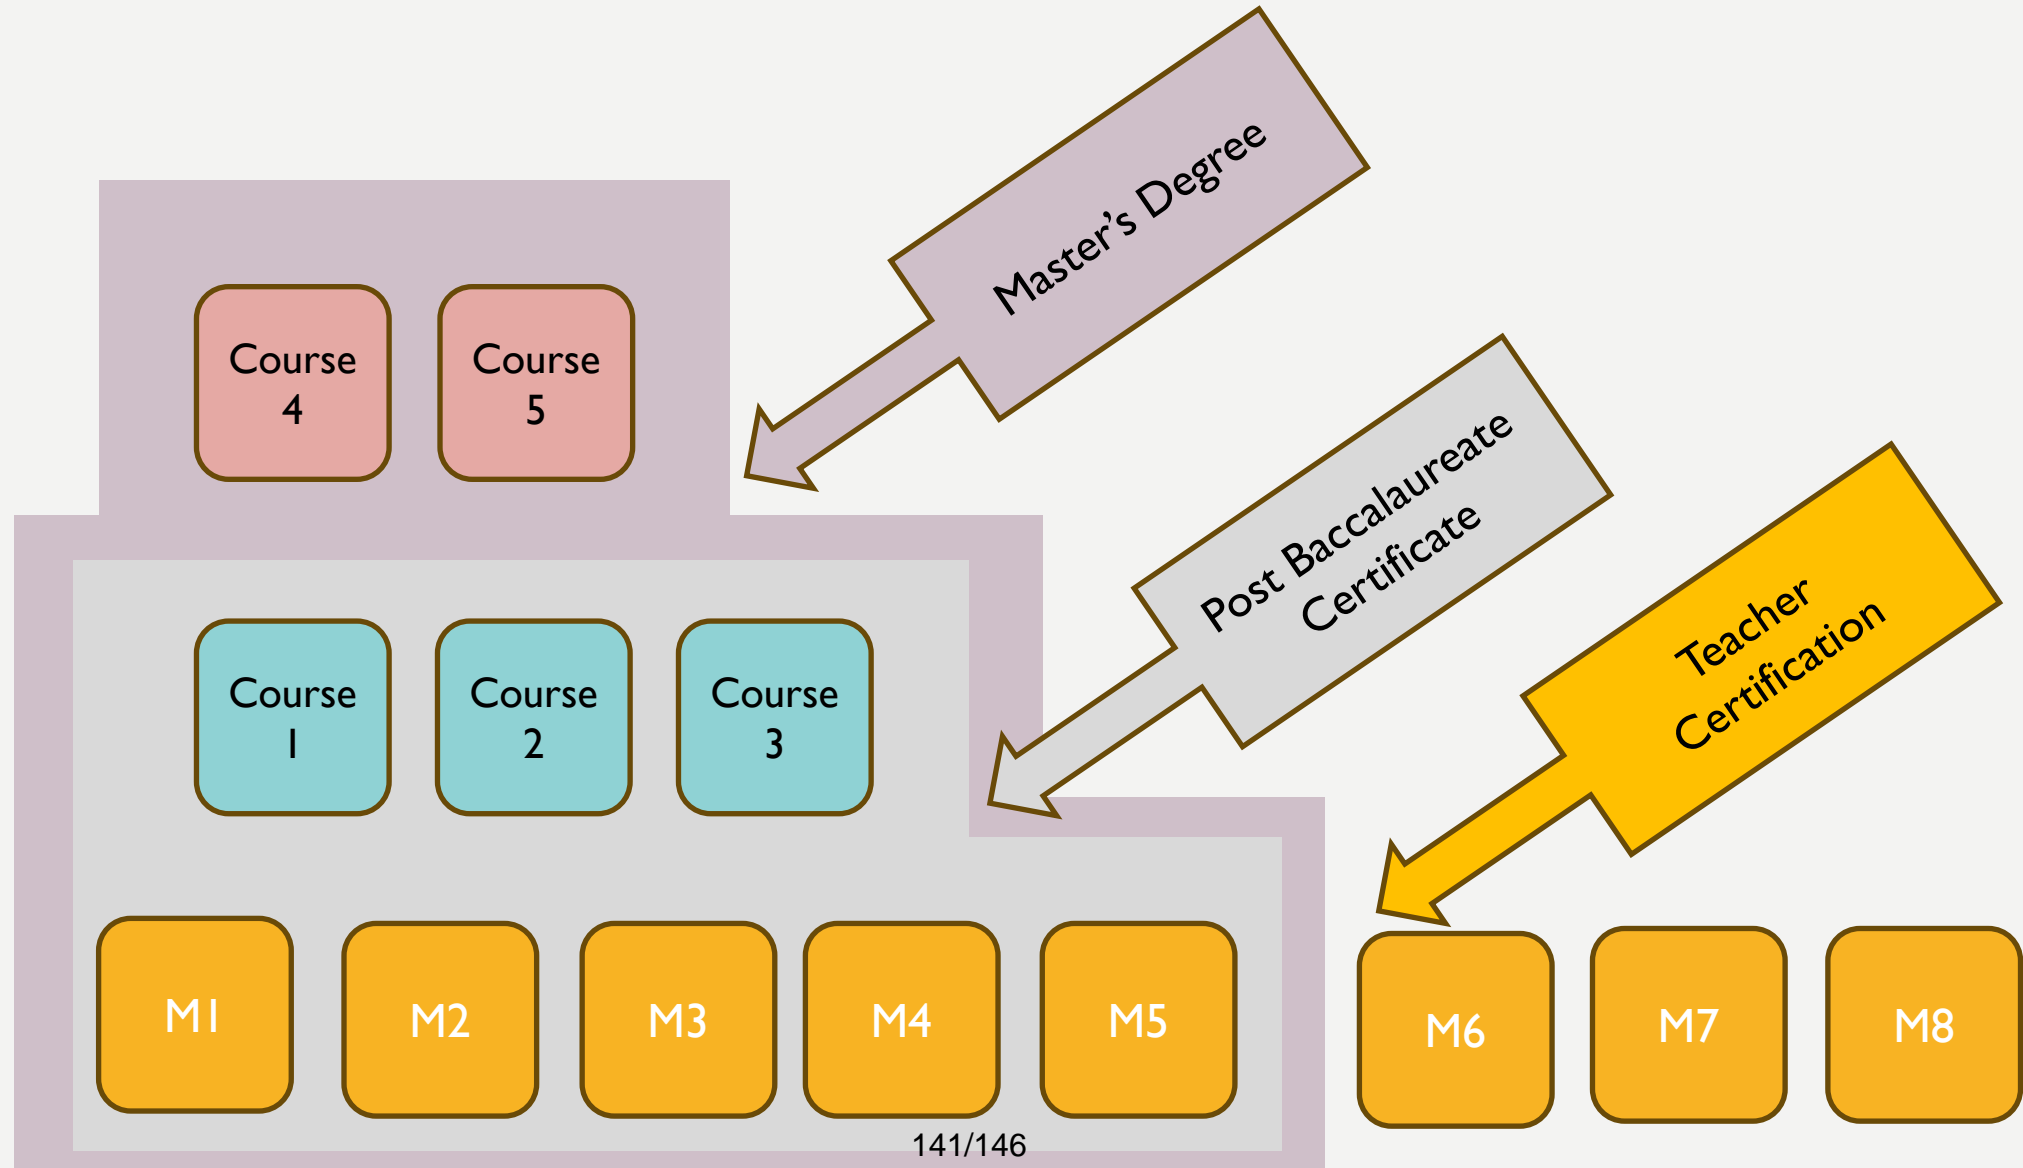 Master’s Degree
Course
4
Course
5
Post Baccalaureate
Certificate
Teacher
Certification
Course
1
Course
2
Course
3
M1
M2
M3
M4
M5
M6
M7
M8
141/146